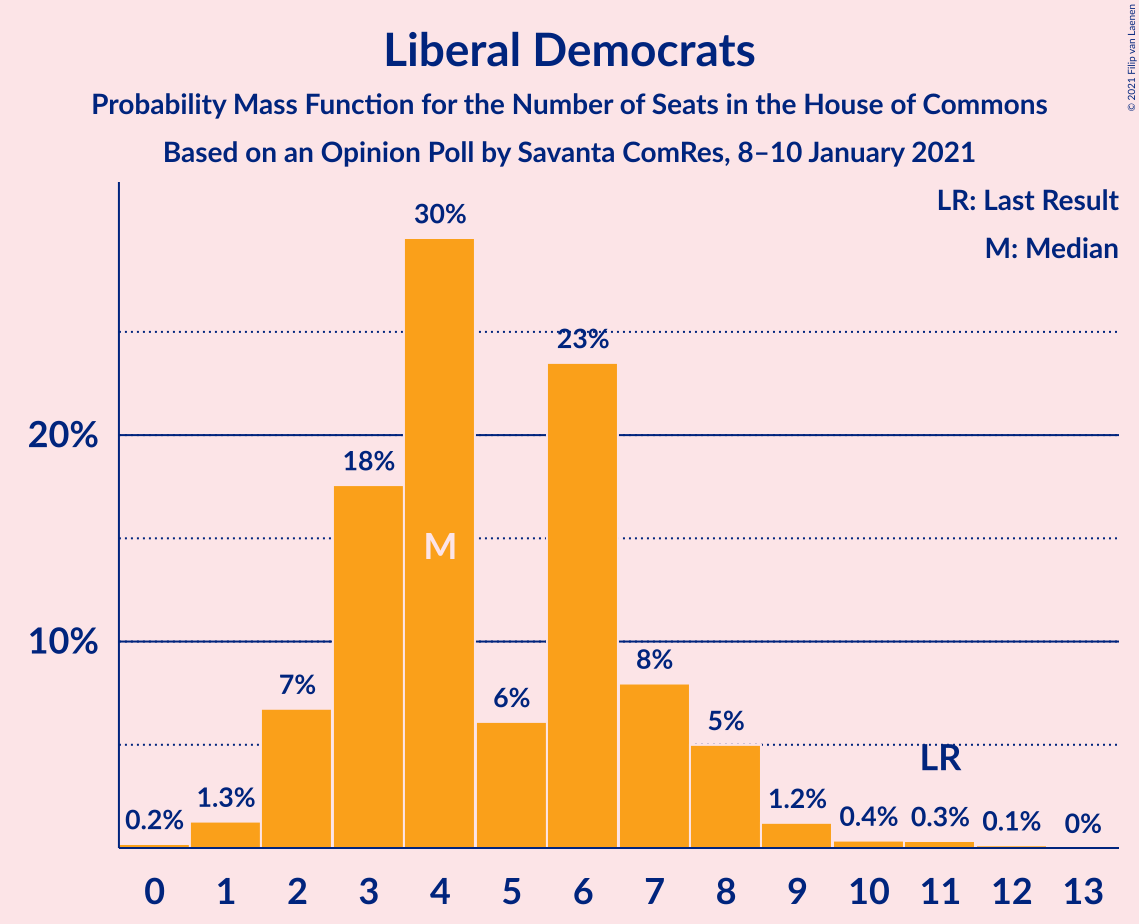 © 2021 Filip van Laenen
Liberal Democrats
Probability Mass Function for the Number of Seats in the House of Commons
Based on an Opinion Poll by Savanta ComRes, 8–10 January 2021
LR: Last Result
M: Median
20%
10%
0.2%
1.3%
7%
18%
30%
M
6%
23%
8%
5%
1.2%
0.4%
LR
0.3%
0.1%
0%
0 1 2 3 4 5 6 7 8 9 10 11 12 13